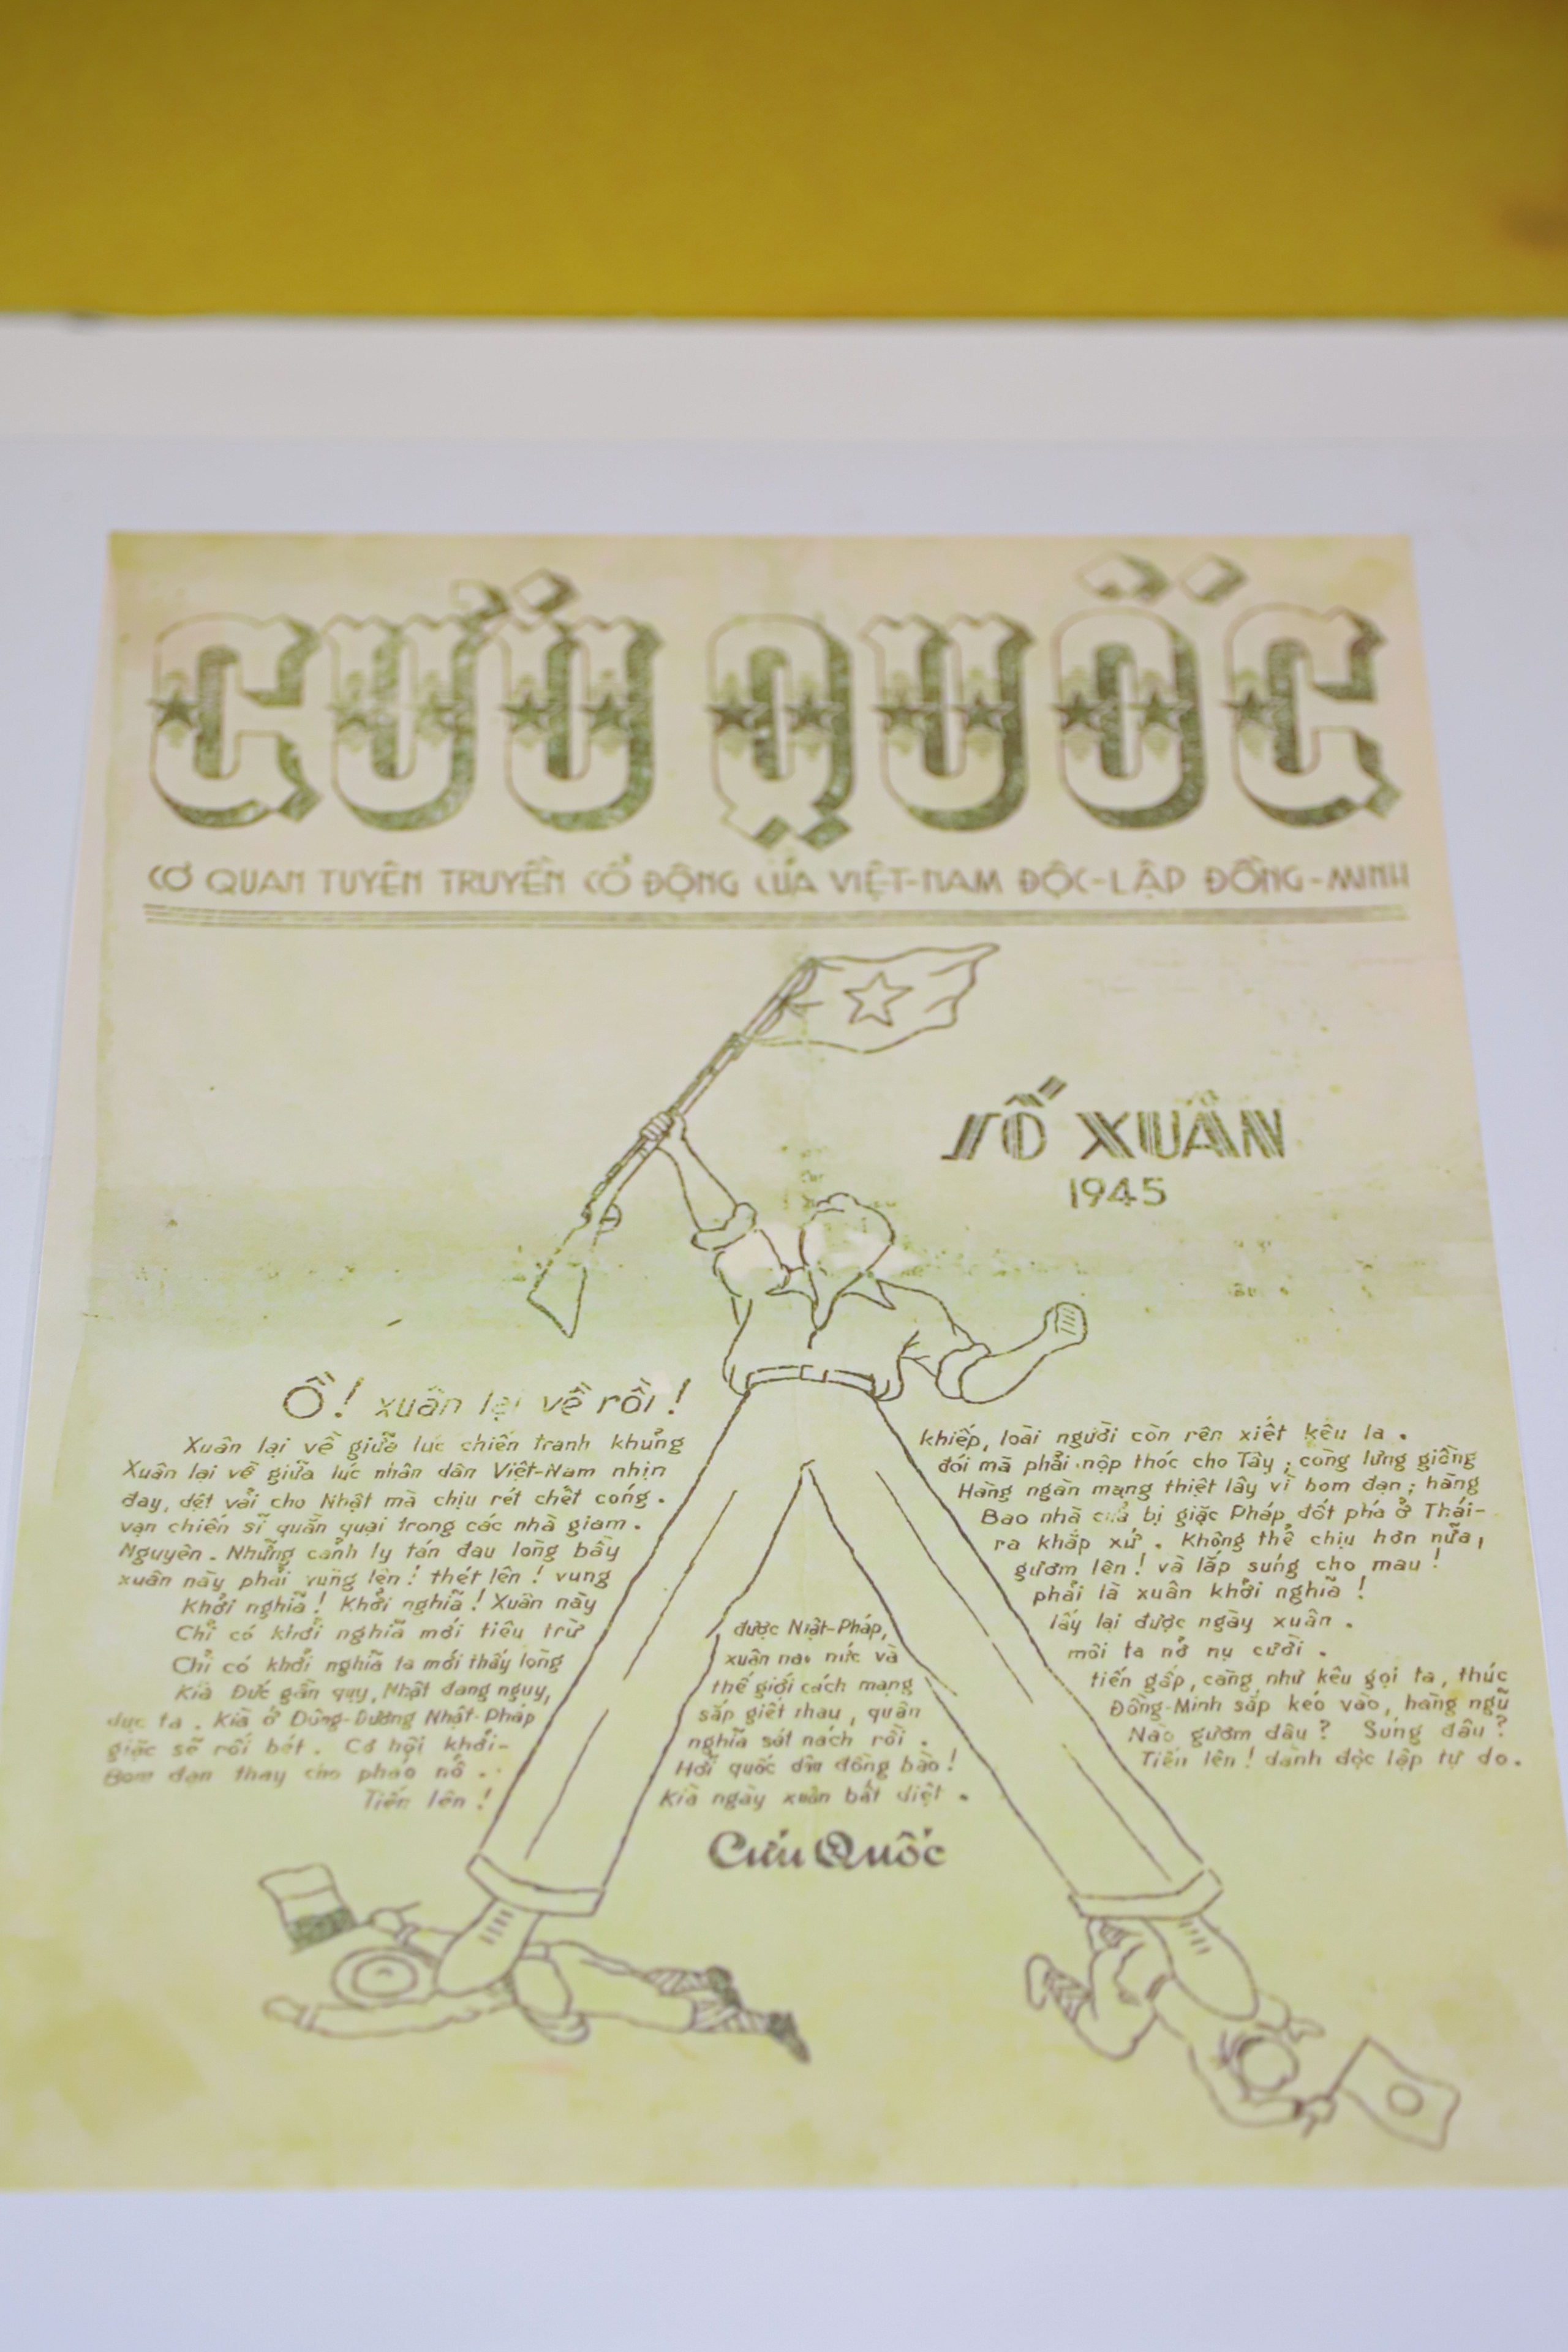 CỨU QUỐC
CƠ QUAN TUYÊN TRUYỀN CỔ ĐỘNG CỦA VIỆT-NAM ĐỘC-LẬP ĐỒNG-MINH
SỐ XUÂN
1945
Ồ! xuân lại về rồi!
Xuân lại về giữa lúc chiến tranh khủng khiếp, loài người còn rên xiết kêu la.
Xuân lại về giữa lúc nhân dân Việt-Nam nhịn đói mà phải nộp thóc cho Tây ; còng lưng giồng
đay, dệt vải cho Nhật mà chịu rét chết cóng. Hàng ngàn mạng thiệt lây vì bom đạn ; hàng
vạn chiến sĩ quằn quại trong các nhà giam. Bao nhà cửa bị giặc Pháp đốt phá ở Thái-
Nguyên. Những cảnh ly tán đau lòng bầy ra khắp xứ. Không thể chịu hơn nữa,
xuân này phải vùng lên! thét lên! vung gươm lên! và lắp súng cho mau!
Khởi nghĩa! Khởi nghĩa! Xuân này phải là xuân khởi nghĩa!
Chỉ có khởi nghĩa mới tiêu trừ được Nhật-Pháp, lấy lại được ngày xuân.
Chỉ có khởi nghĩa ta mới thấy lòng xuân nao nức và môi ta nở nụ cười.
Kià Đức gần quỵ, Nhật đang nguy, thế giới cách mạng tiến gấp, càng như kêu gọi ta, thúc
dục ta. Kià ở Đông-Dương Nhật-Pháp sắp giết nhau, quân Đồng-Minh sắp kéo vào, hàng ngũ
giặc sẽ rối bét. Cơ hội khởi-nghĩa sát nách rồi. Nào gươm đâu? Súng đâu?
Bom đạn thay cho pháo nổ. Hỡi quốc dân đồng bào! Tiến lên! dành độc lập tự do.
Tiến lên! Kià ngày xuân bất diệt.
Cứu Quốc